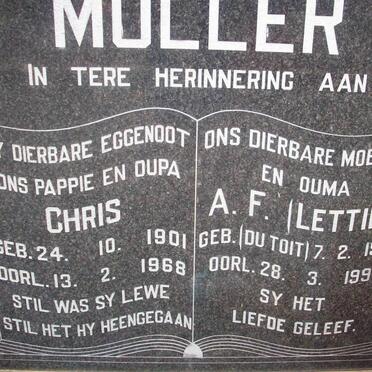 MULLER
IN TERE HERINNERING AAN
DIERBARE EGGENOOT
ONS PAPPIE EN OUPA
CHRIS
GEB. 24. 10. 1901
OORL. 13. 2. 1968
STIL WAS SY LEWE
STIL HET HY HEENGEGAAN
ONS DIERBARE
EN OUMA
A. F. (LETTIE
GEB. (DU TOIT) 7. 2.
OORL. 28. 3.
SY HET
LIEFDE GELEEF.